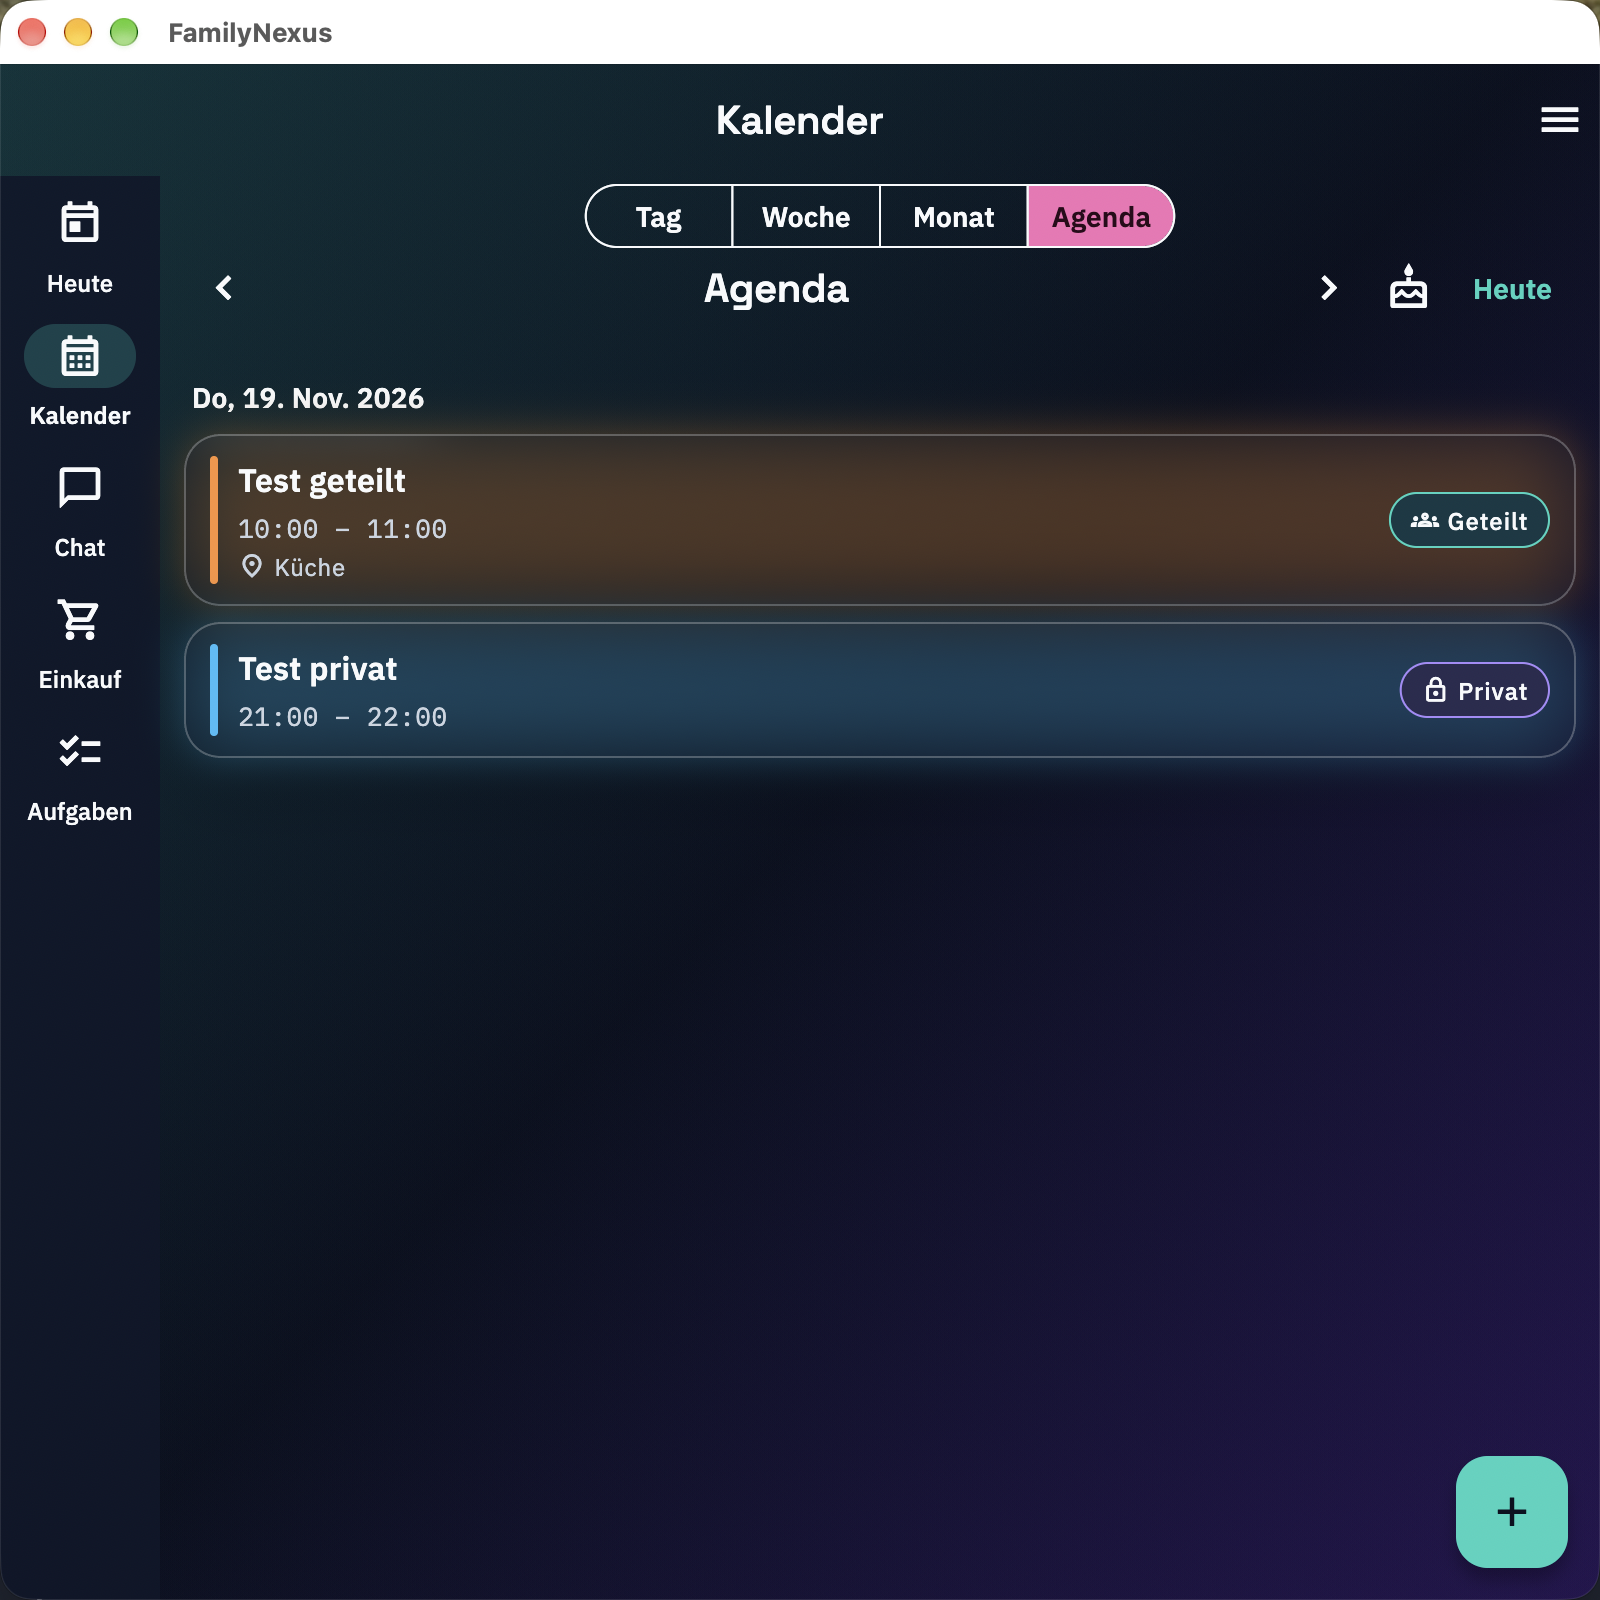 FamilyNexus
Kalender
Tag Woche Monat Agenda
Agenda Heute
Heute
Kalender
Chat
Einkauf
Aufgaben
Do, 19. Nov. 2026
Test geteilt
10:00 – 11:00
Küche
Geteilt
Test privat
21:00 – 22:00
Privat